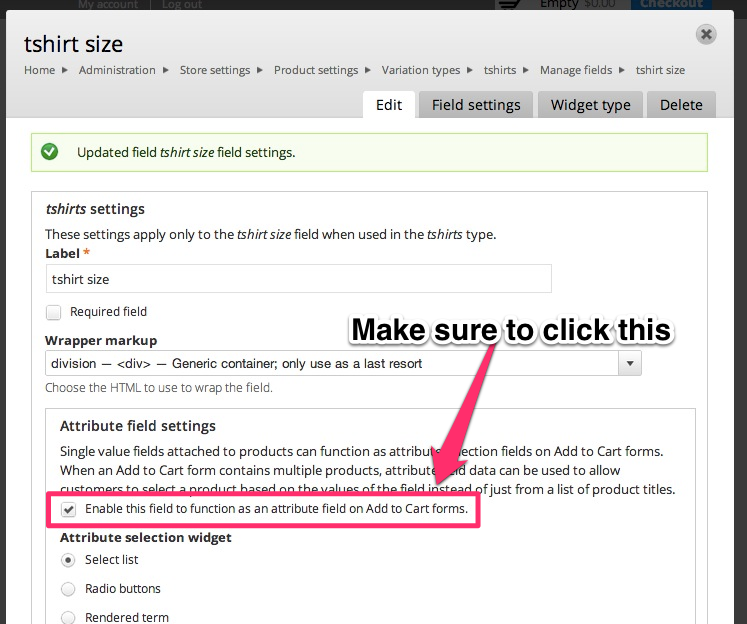 My account Log out Empty $0.00 Checkout
tshirt size
Home ▸ Administration ▸ Store settings ▸ Product settings ▸ Variation types ▸ tshirts ▸ Manage fields ▸ tshirt size
Edit Field settings Widget type Delete
Updated field tshirt size field settings.
tshirts settings
These settings apply only to the tshirt size field when used in the tshirts type.
Label *
tshirt size
Required field
Make sure to click this
Wrapper markup
division — <div> — Generic container; only use as a last resort
Choose the HTML to use to wrap the field.
Attribute field settings
Single value fields attached to products can function as attribute selection fields on Add to Cart forms.
When an Add to Cart form contains multiple products, attribute field data can be used to allow
customers to select a product based on the values of the field instead of just from a list of product titles.
Enable this field to function as an attribute field on Add to Cart forms.
Attribute selection widget
Select list
Radio buttons
Rendered term